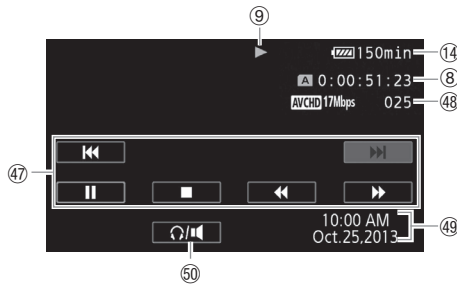 ⑨
150min ⑭
A 0:00:51:23 ⑧
AVCHD 17Mbps 025 ㊽
㊼
10:00 AM
Oct.25,2013 ㊾
㊿